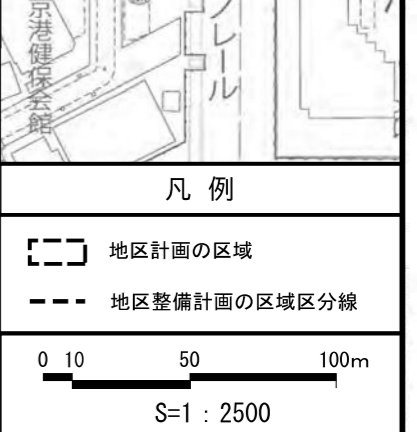 京港健保会館
ノレール
凡 例
地区計画の区域
地区整備計画の区域区分線
0 10 50 100m
S=1 : 2500